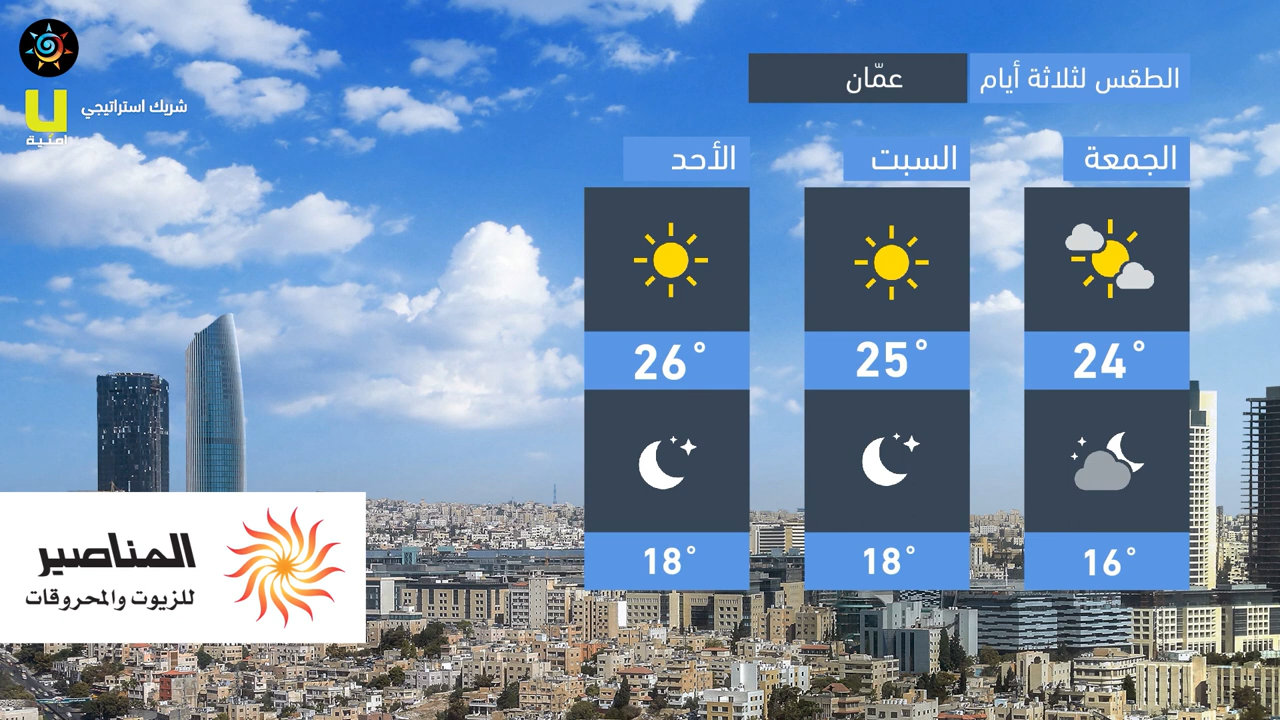 الطقس لثلاثة أيام
عمّان
شريك استراتيجي
امنية
الجمعة
السبت
الأحد
24°
25°
26°
16°
18°
18°
المناصير
للزيوت والمحروقات